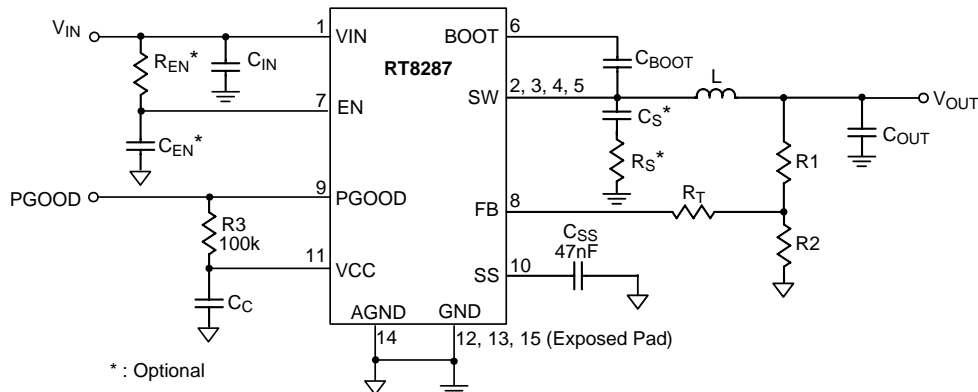 VIN
1
VIN
BOOT
6
REN*
CIN
RT8287
CBOOT
7
EN
SW
2, 3, 4, 5
L
VOUT
CS*
COUT
CEN*
RS*
R1
PGOOD
9
PGOOD
FB
8
RT
R3
100k
CSS
47nF
R2
11
VCC
SS
10
CC
AGND
GND
14
12, 13, 15 (Exposed Pad)
* : Optional